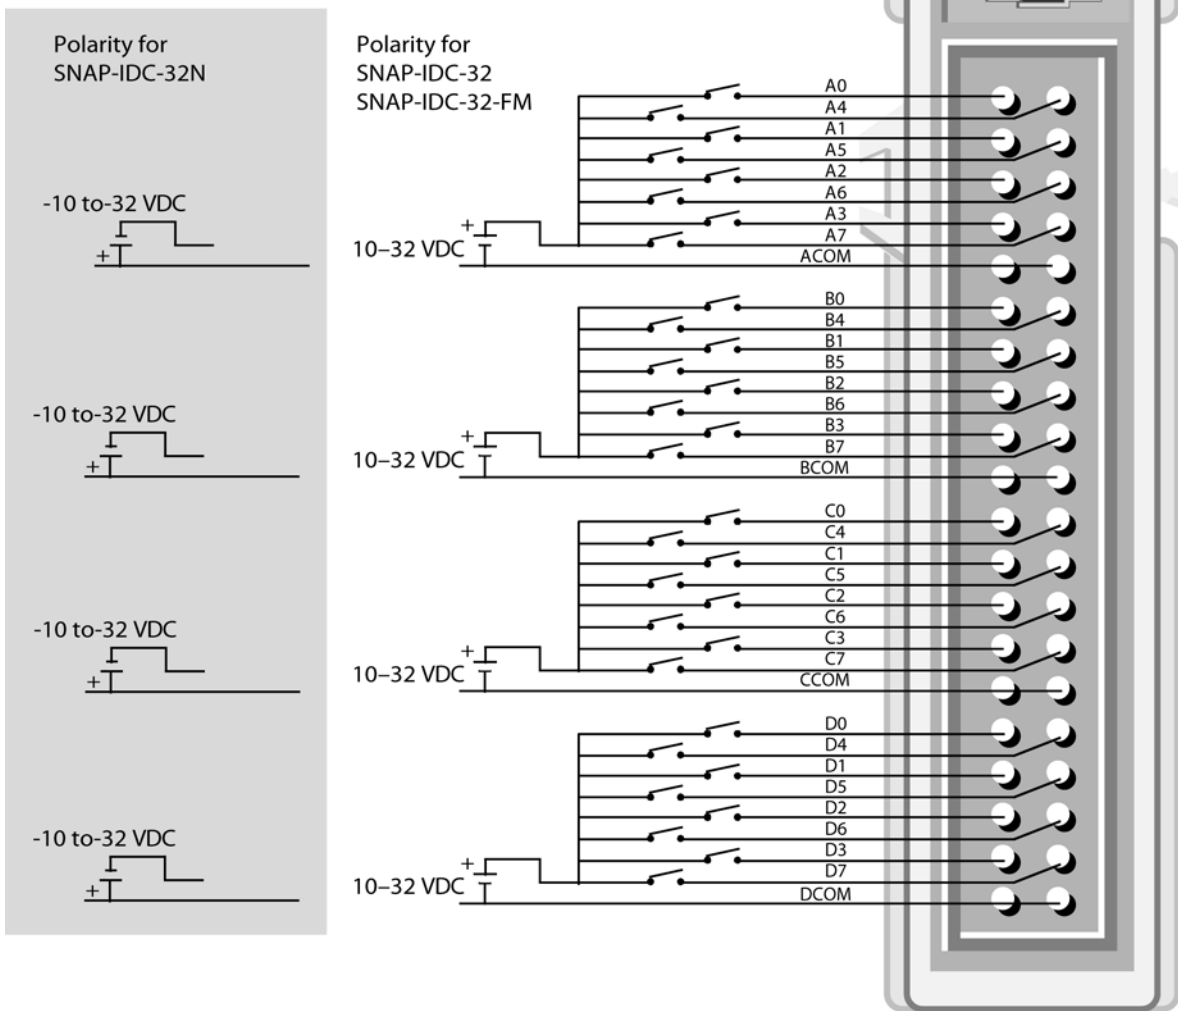 Polarity for
SNAP-IDC-32N
-10 to-32 VDC
+
-10 to-32 VDC
+
-10 to-32 VDC
+
-10 to-32 VDC
+
Polarity for
SNAP-IDC-32
SNAP-IDC-32-FM
A0
A4
A1
A5
A2
A6
A3
A7
ACOM
+
10–32 VDC
B0
B4
B1
B5
B2
B6
B3
B7
BCOM
+
10–32 VDC
C0
C4
C1
C5
C2
C6
C3
C7
CCOM
+
10–32 VDC
D0
D4
D1
D5
D2
D6
D3
D7
DCOM
+
10–32 VDC